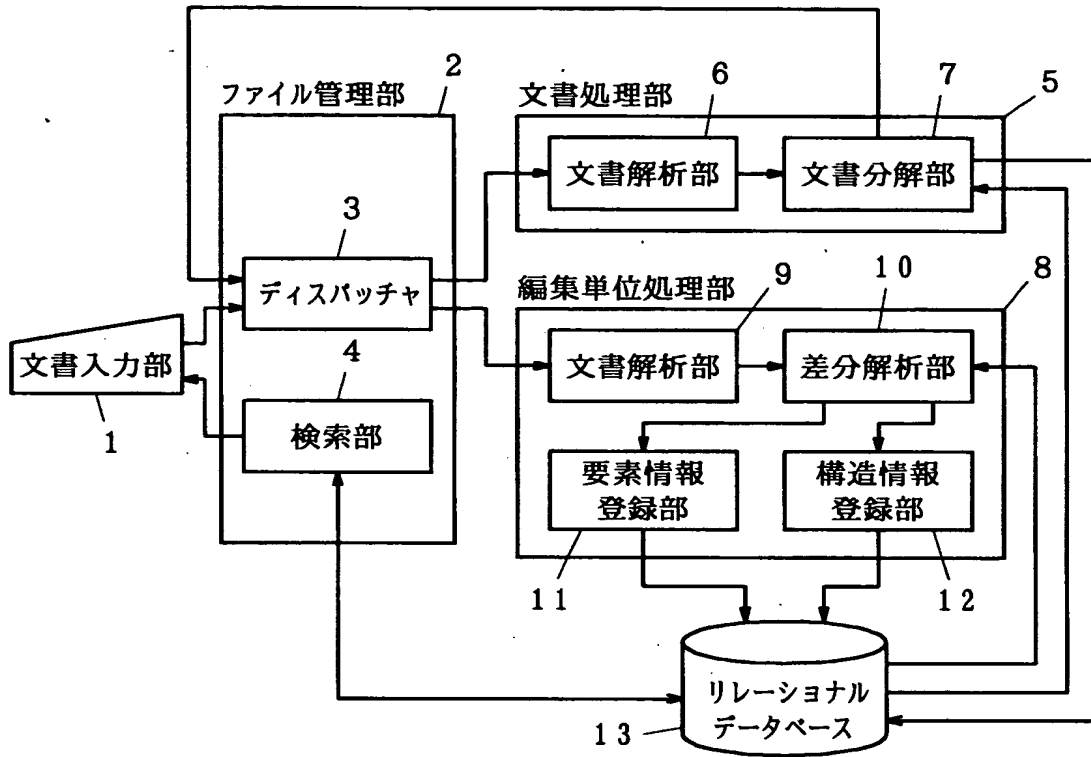 2
ファイル管理部
6
文書処理部
7
5
文書解析部
文書分解部
3
ディスパッチャ
編集単位処理部
9
10
8
文書入力部
1
4
検索部
文書解析部
差分解析部
要素情報
登録部
構造情報
登録部
11
12
リレーショナル
データベース
13